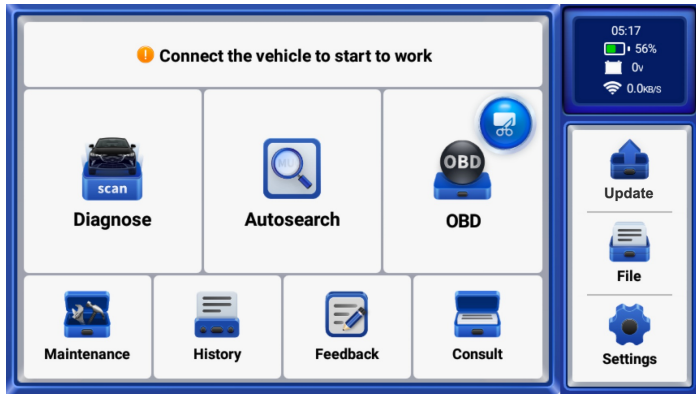 Connect the vehicle to start to work
05:17
56%
0v
0.0KB/S
scan
Diagnose
Autosearch
OBD
OBD
Update
File
Settings
Maintenance
History
Feedback
Consult